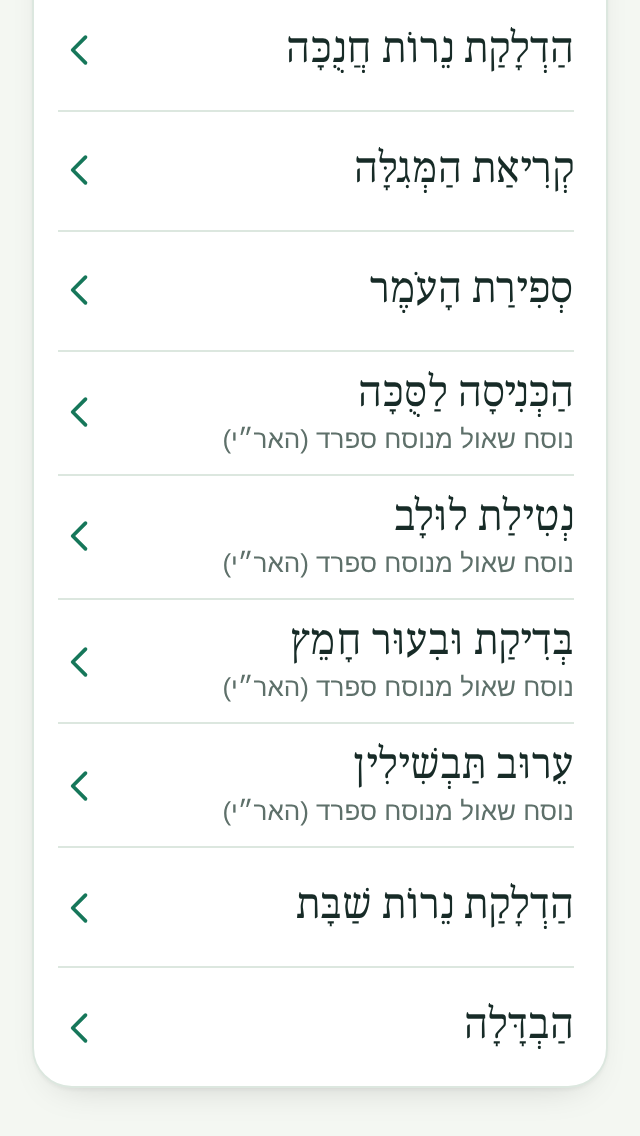 הַדְלָקַת נֵרוֹת חֲנֻכָּה
קְרִיאַת הַמְּגִלָּה
סְפִירַת הָעֹמֶר
הַכְּנִיסָה לַסֻּכָּה
נוסח שאול מנוסח ספרד (האר״י)
נְטִילַת לוּלָב
נוסח שאול מנוסח ספרד (האר״י)
בְּדִיקַת וּבִעוּר חָמֵץ
נוסח שאול מנוסח ספרד (האר״י)
עֵרוּב תַּבְשִׁילִין
נוסח שאול מנוסח ספרד (האר״י)
הַדְלָקַת נֵרוֹת שַׁבָּת
הַבְדָּלָה